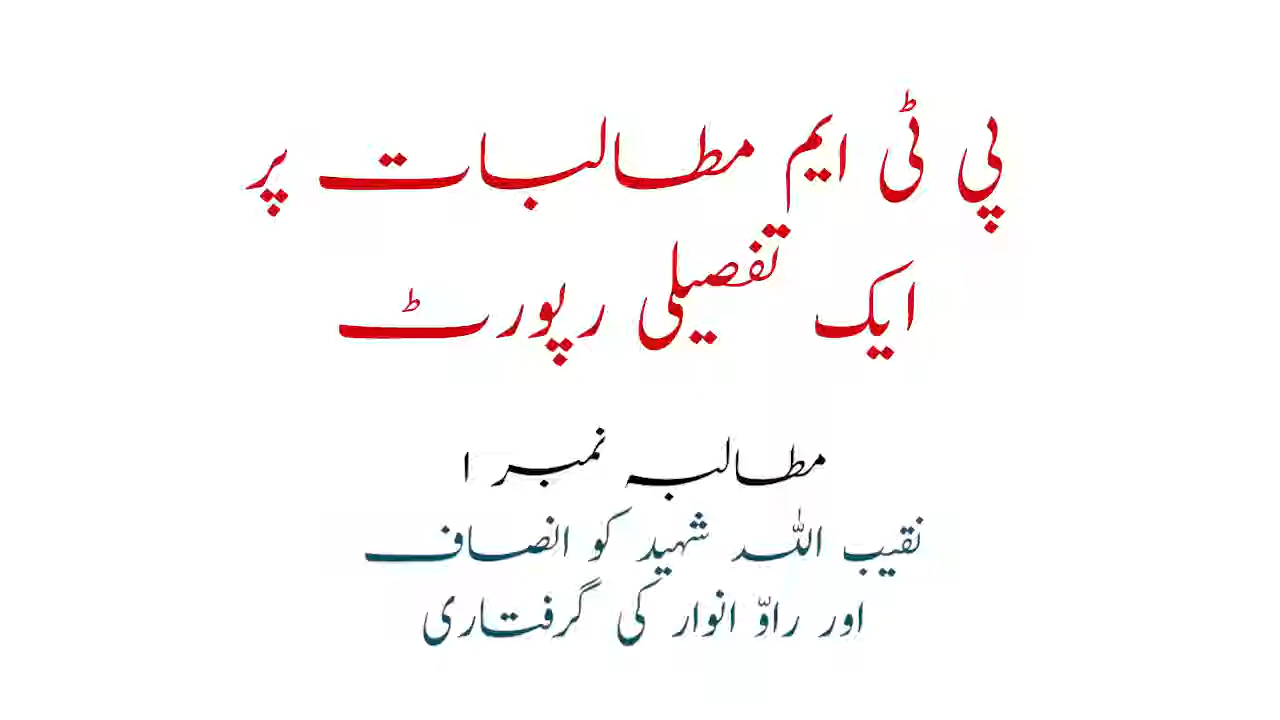 پی ٹی ایم مطالبات پر
ایک تفصیلی رپورٹ
مطالبہ نمبر ۱
نقیب اللہ شہید کو انصاف
اور راوّ انوار کی گرفتاری